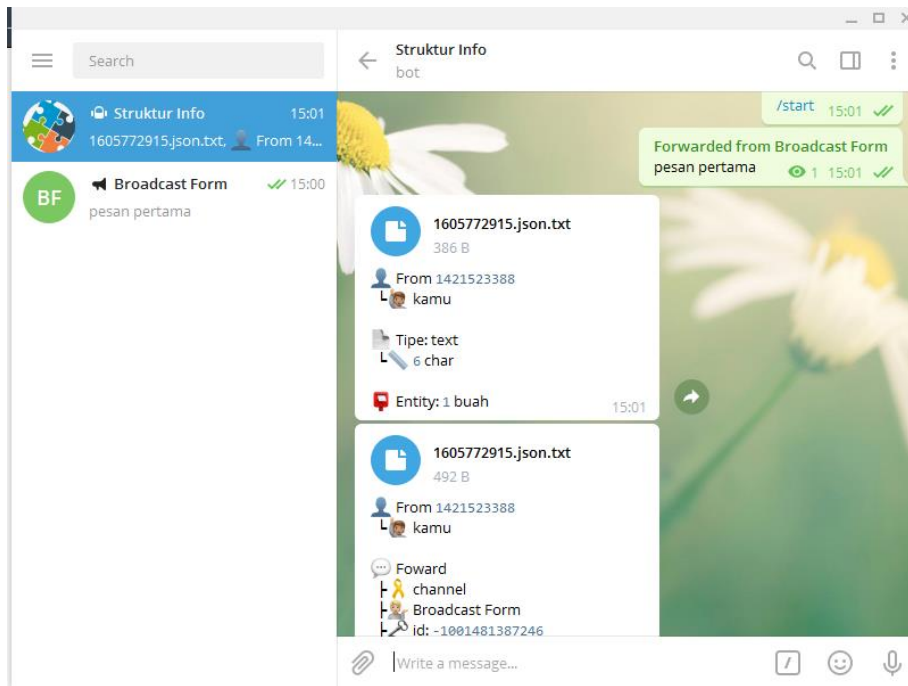 Search
Struktur Info 15:01
1605772915.json.txt, From 14...
BF
Broadcast Form 15:00
pesan pertama
Struktur Info
bot
/start 15:01
Forwarded from Broadcast Form
pesan pertama 1 15:01
1605772915.json.txt
386 B
From 1421523388
kamu
Tipe: text
6 char
Entity: 1 buah
15:01
1605772915.json.txt
492 B
From 1421523388
kamu
Foward
channel
Broadcast Form
id: -1001481387246
Write a message...